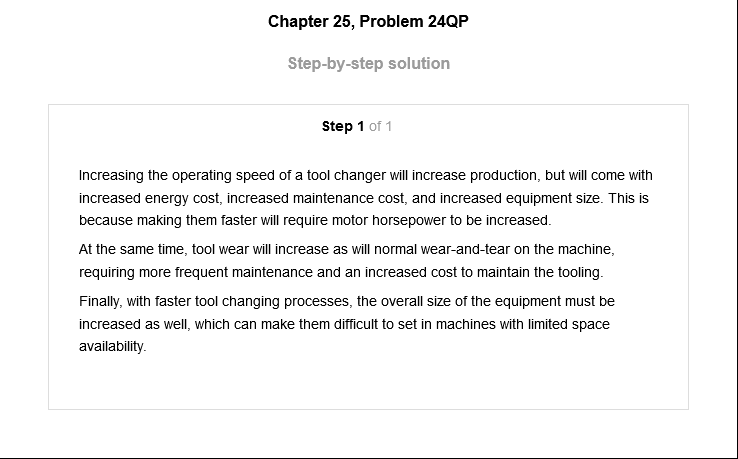 Chapter 25, Problem 24QP
Step-by-step solution
Step 1 of 1
Increasing the operating speed of a tool changer will increase production, but will come with
increased energy cost, increased maintenance cost, and increased equipment size. This is
because making them faster will require motor horsepower to be increased.
At the same time, tool wear will increase as will normal wear-and-tear on the machine,
requiring more frequent maintenance and an increased cost to maintain the tooling.
Finally, with faster tool changing processes, the overall size of the equipment must be
increased as well, which can make them difficult to set in machines with limited space
availability.